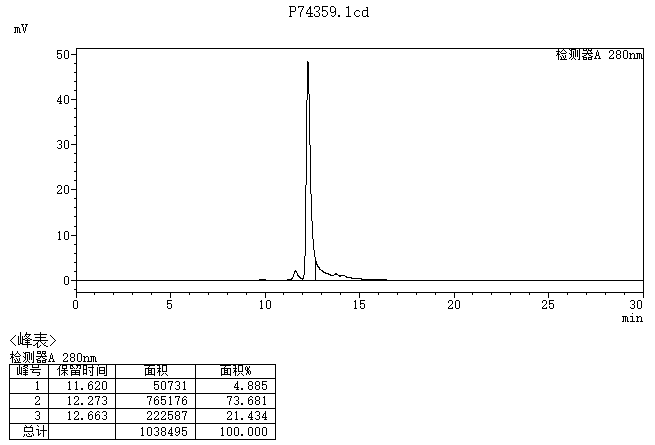 P74359.lcd
mV
检测器A 280nm
50
40
30
20
10
0
0 5 10 15 20 25 30
min
<峰表>
检测器A 280nm
峰号 保留时间 面积 面积%
1 11.620 50731 4.885
2 12.273 765176 73.681
3 12.663 222587 21.434
总计 1038495 100.000